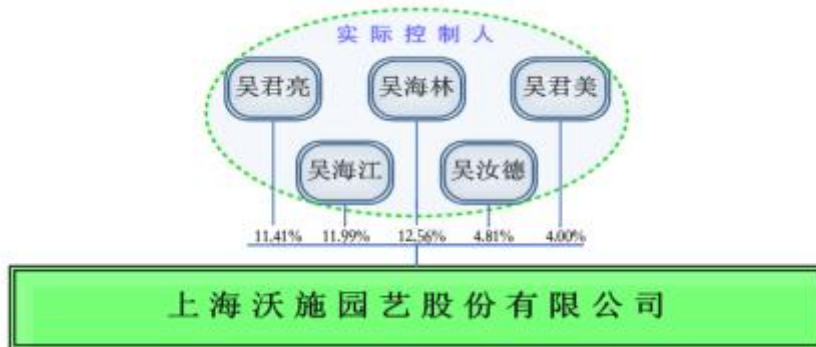 实际控制人
吴君亮 吴海林 吴君美
吴海江 吴汝德
11.41% 11.99% 12.56% 4.81% 4.00%
上海沃施园艺股份有限公司